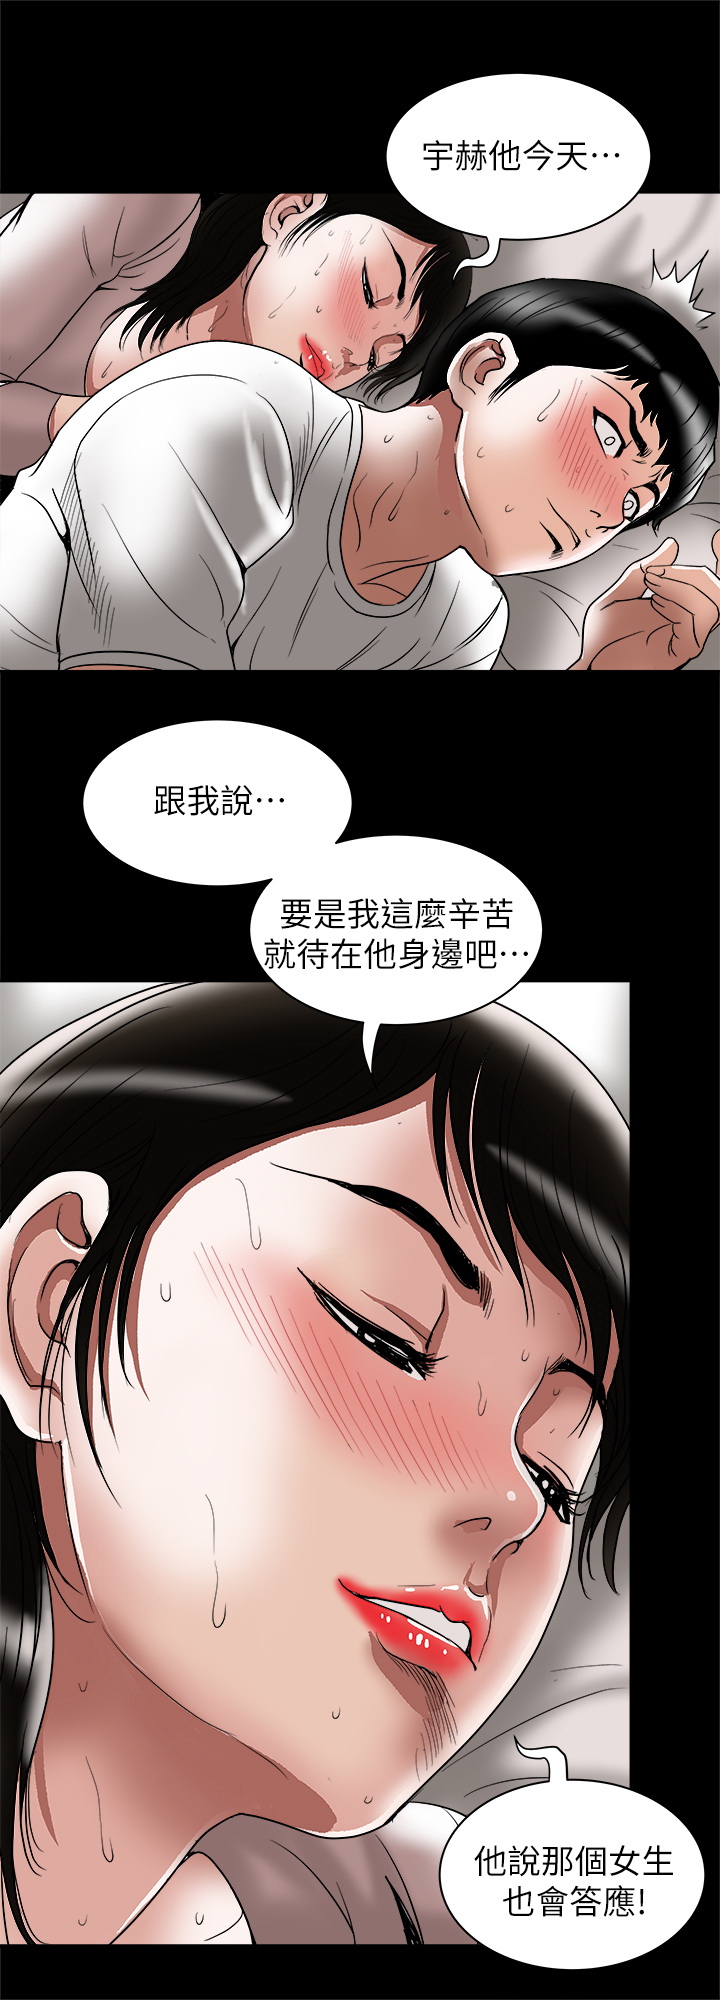 宇赫他今天⋯
跟我說⋯
要是我這麼辛苦
就待在他身邊吧⋯
他說那個女生
也會答應!